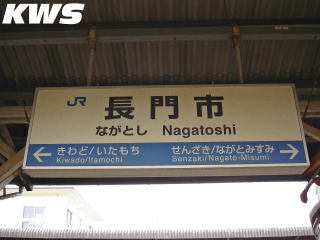 KWS
JR 長門市
ながとし Nagatoshi
きわど/いたもち せんざき/ながとみすみ
Kiwado/Itamochi Senzaki/Nagato-Misumi